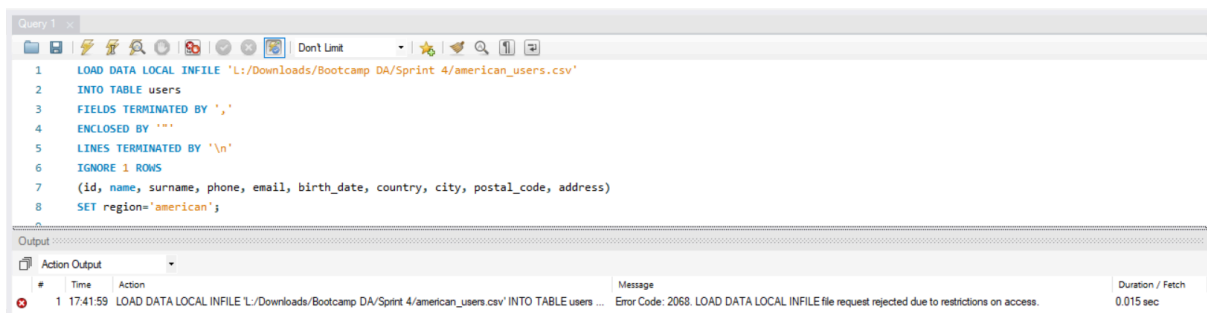 Query 1
Don't Limit
1 LOAD DATA LOCAL INFILE 'L:/Downloads/Bootcamp DA/Sprint 4/american_users.csv'
2 INTO TABLE users
3 FIELDS TERMINATED BY ','
4 ENCLOSED BY '"'
5 LINES TERMINATED BY '\n'
6 IGNORE 1 ROWS
7 (id, name, surname, phone, email, birth_date, country, city, postal_code, address)
8 SET region='american';
Output
Action Output
# Time Action Message Duration / Fetch
1 17:41:59 LOAD DATA LOCAL INFILE 'L:/Downloads/Bootcamp DA/Sprint 4/american_users.csv' INTO TABLE users ... Error Code: 2068. LOAD DATA LOCAL INFILE file request rejected due to restrictions on access. 0.015 sec